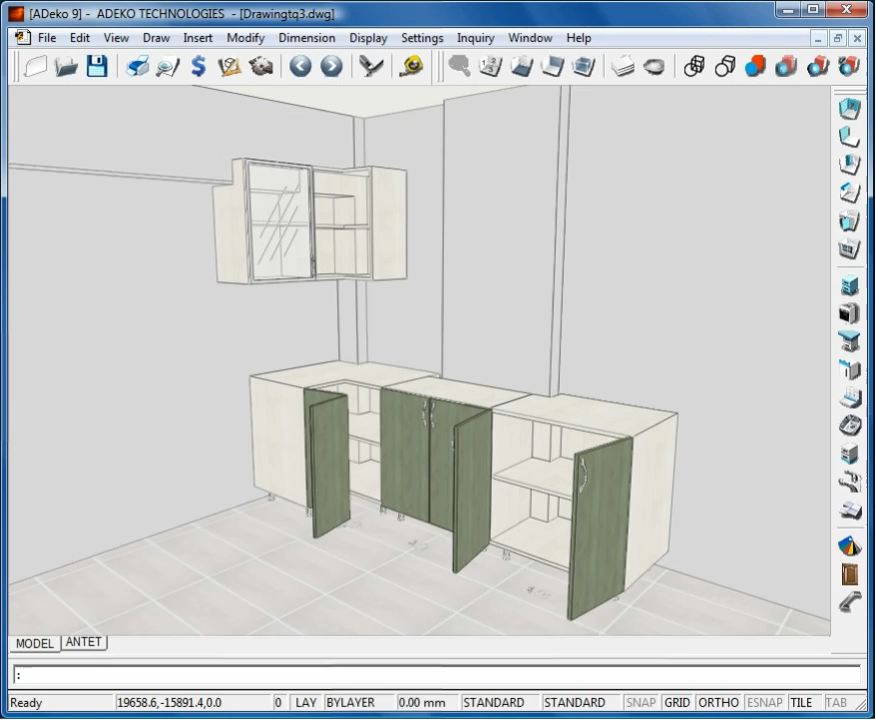 [ADeko 9] - ADEKO TECHNOLOGIES - [Drawingtq3.dwg]
File Edit View Draw Insert Modify Dimension Display Settings Inquiry Window Help
MODEL ANTET
:
Ready 19658.6,-15891.4,0.0 0 LAY BYLAYER 0.00 mm STANDARD STANDARD SNAP GRID ORTHO ESNAP TILE TAB